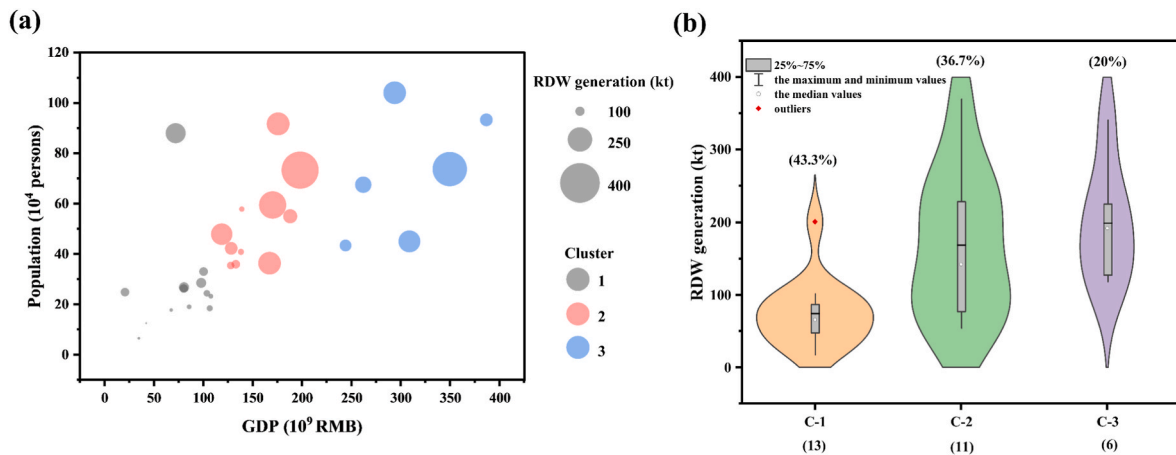 (a)
120
100
80
60
40
20
0
Population (10⁴ persons)
0 50 100 150 200 250 300 350 400
GDP (10⁹ RMB)
RDW generation (kt)
100
250
400
Cluster
1
2
3
(b)
400
300
200
100
0
RDW generation (kt)
25%~75%
the maximum and minimum values
the median values
outliers
(43.3%)
(36.7%)
(20%)
C-1 C-2 C-3
(13) (11) (6)